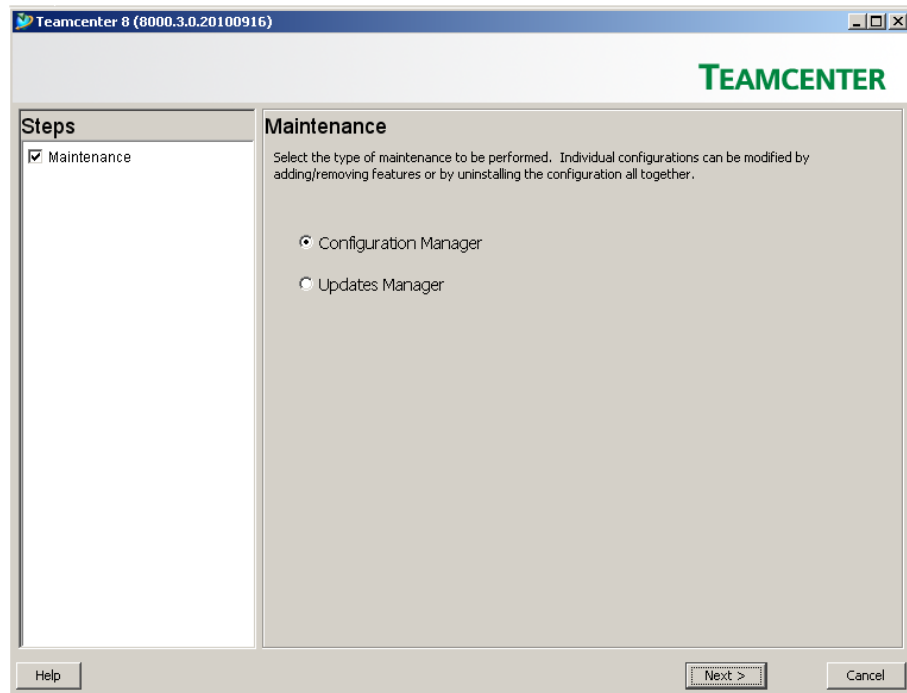 Teamcenter 8 (8000.3.0.20100916)
TEAMCENTER
Steps
Maintenance
Maintenance
Select the type of maintenance to be performed. Individual configurations can be modified by
adding/removing features or by uninstalling the configuration all together.
Configuration Manager
Updates Manager
Help
Next >
Cancel